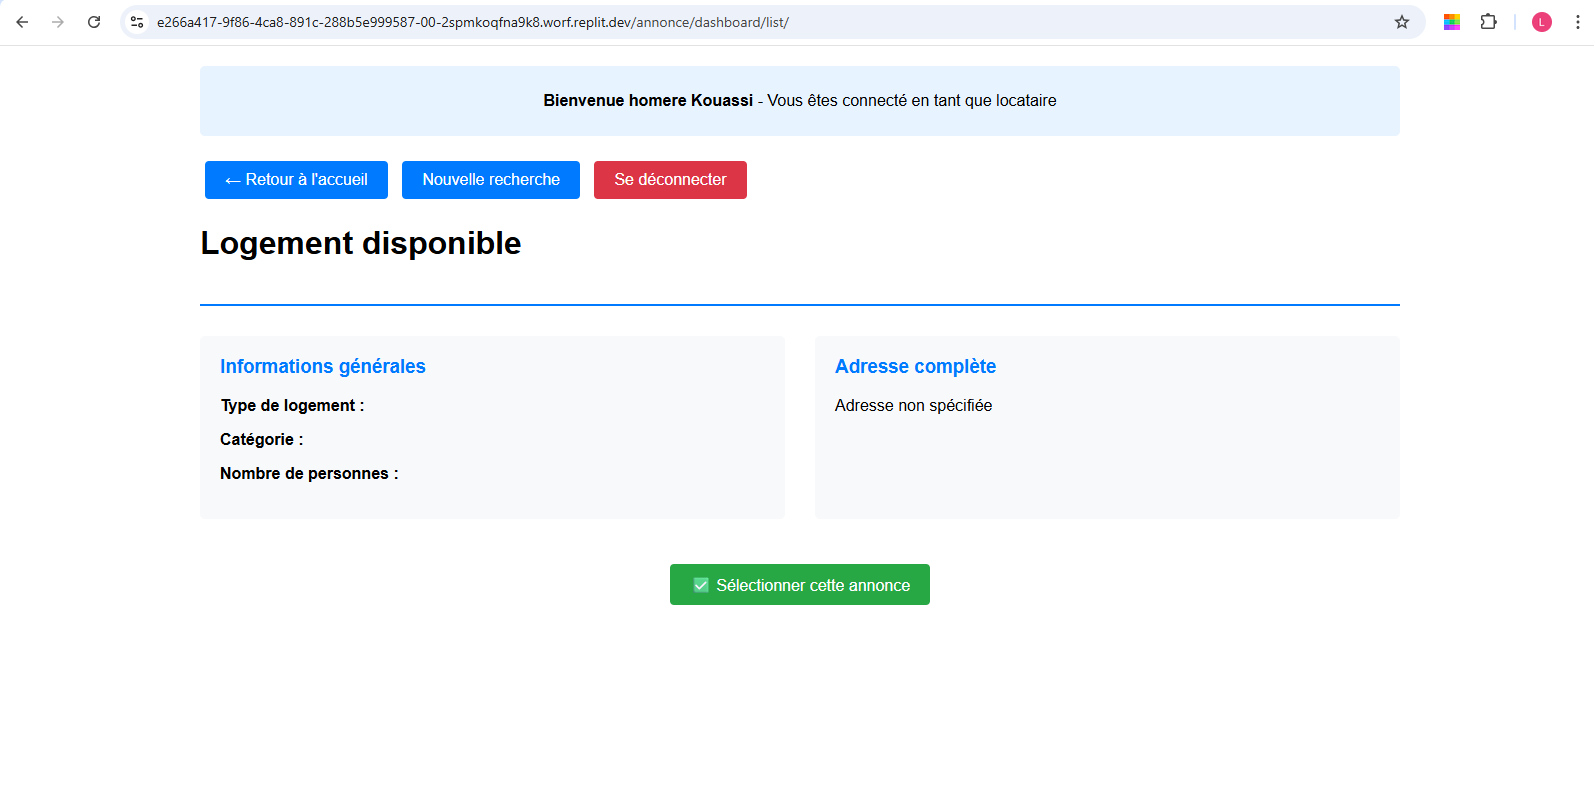 e266a417-9f86-4ca8-891c-288b5e999587-00-2spmkoqfna9k8.worf.replit.dev/annonce/dashboard/list/
L
Bienvenue homere Kouassi - Vous êtes connecté en tant que locataire
← Retour à l'accueil
Nouvelle recherche
Se déconnecter
Logement disponible
Informations générales
Type de logement :
Catégorie :
Nombre de personnes :
Adresse complète
Adresse non spécifiée
✅ Sélectionner cette annonce